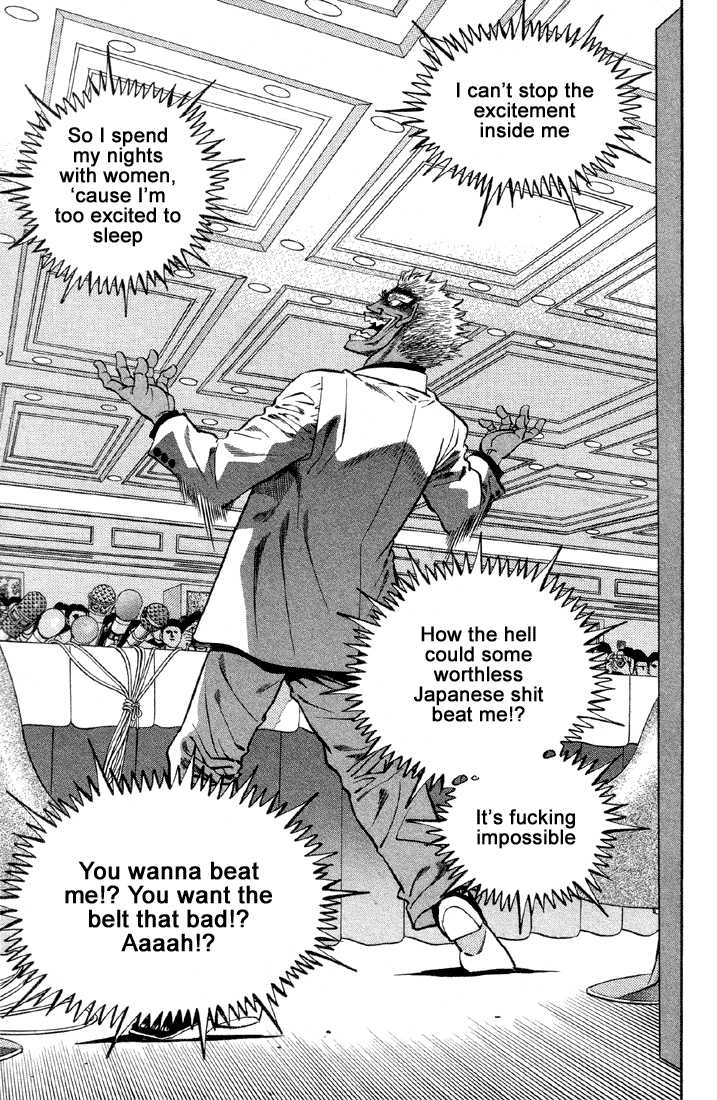 I can't stop the
excitement
inside me
So I spend
my nights
with women,
‘cause I'm
too excited to
sleep
How the hell
could some
worthless
Japanese shit
beat me!?
It's fucking
impossible
You wanna beat
me!? You want the
belt that bad!?
Aaaah!?